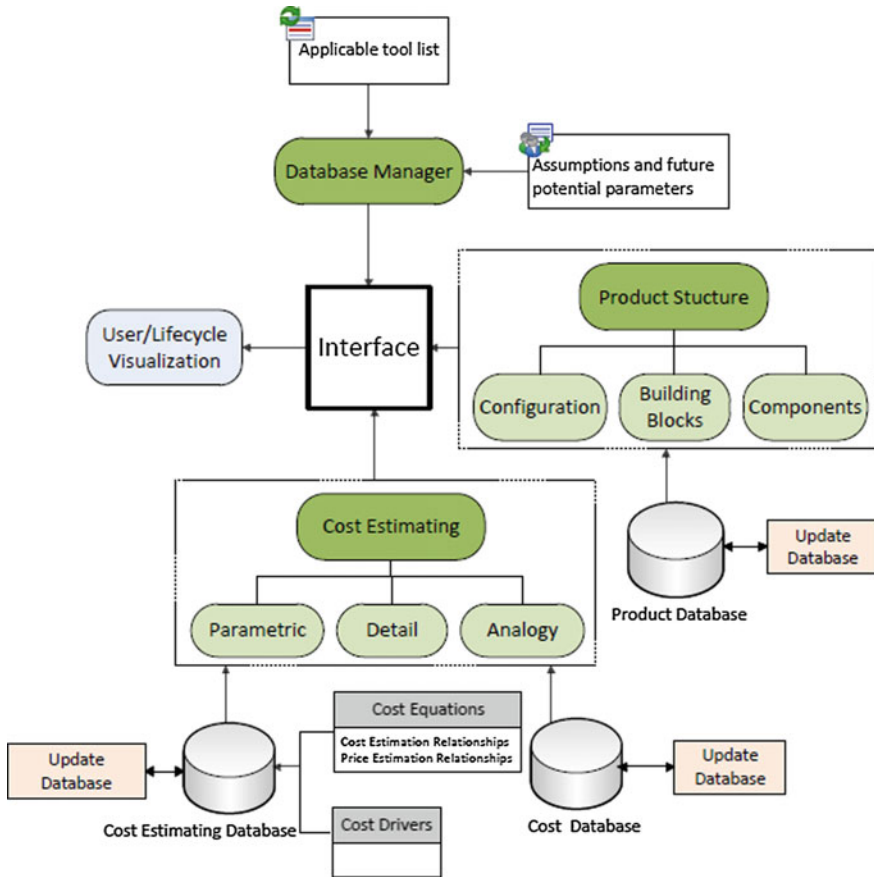 Applicable tool list
Database Manager
Assumptions and future
potential parameters
Product Stucture
User/Lifecycle
Visualization
Interface
Configuration
Building
Blocks
Components
Cost Estimating
Update
Database
Product Database
Parametric
Detail
Analogy
Cost Equations
Cost Estimation Relationships
Price Estimation Relationships
Update
Database
Update
Database
Cost Estimating Database
Cost Drivers
Cost Database